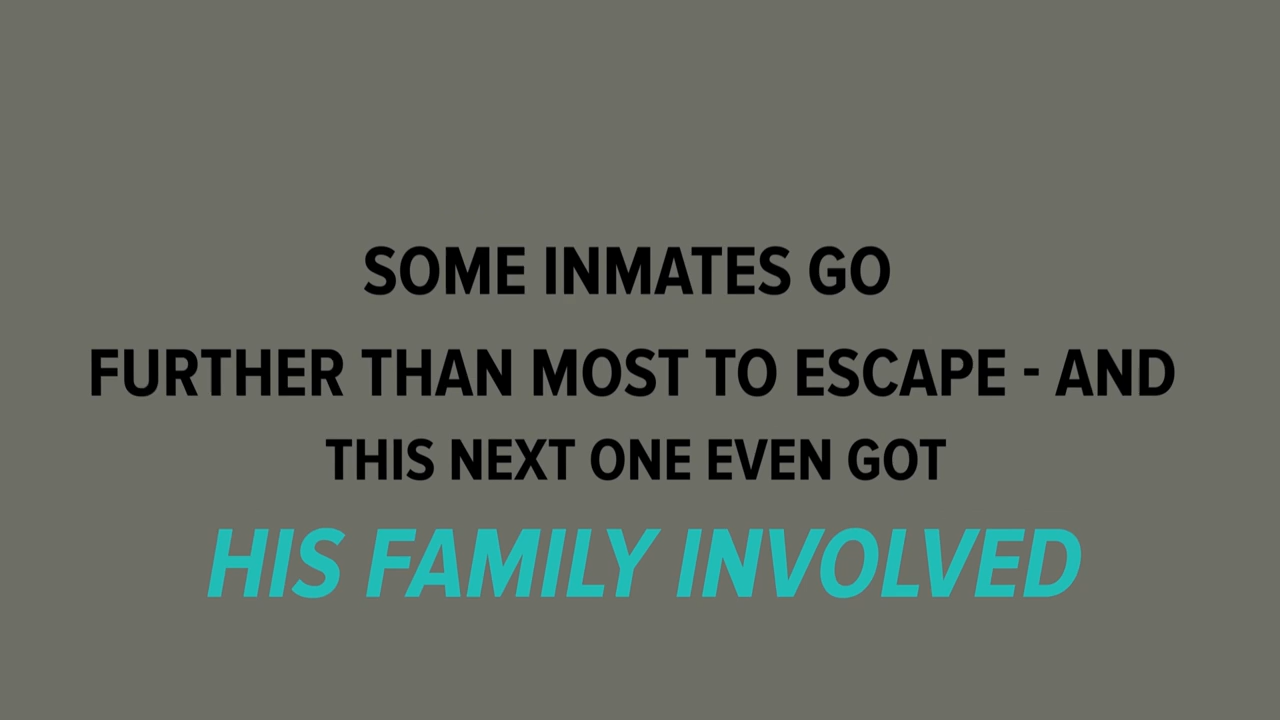 SOME INMATES GO
FURTHER THAN MOST TO ESCAPE - AND
THIS NEXT ONE EVEN GOT
HIS FAMILY INVOLVED